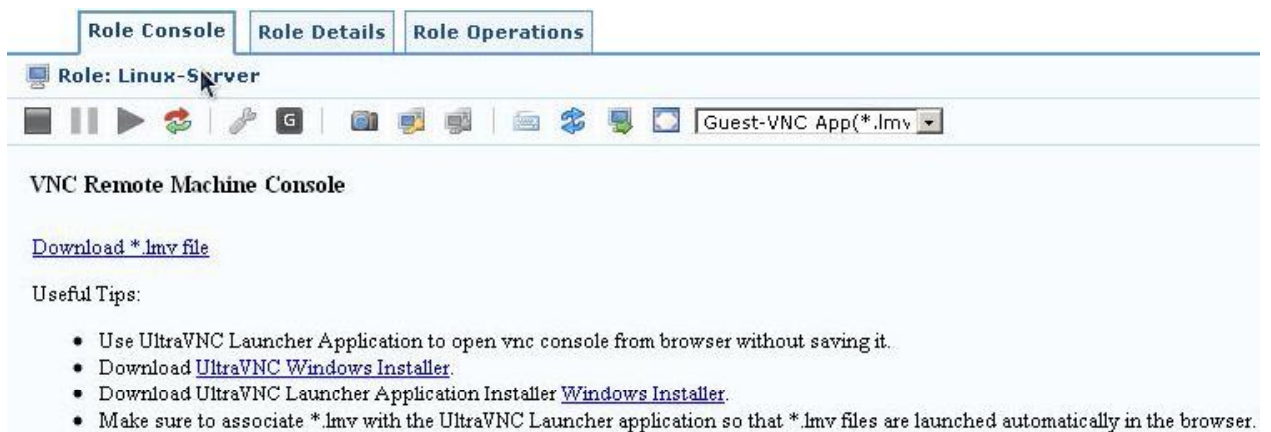 Role Console Role Details Role Operations
Role: Linux-Server
G Guest-VNC App(*.lmv
VNC Remote Machine Console
Download *.lmv file
Useful Tips:
Use UltraVNC Launcher Application to open vnc console from browser without saving it.
Download UltraVNC Windows Installer.
Download UltraVNC Launcher Application Installer Windows Installer.
Make sure to associate *.lmv with the UltraVNC Launcher application so that *.lmv files are launched automatically in the browser.